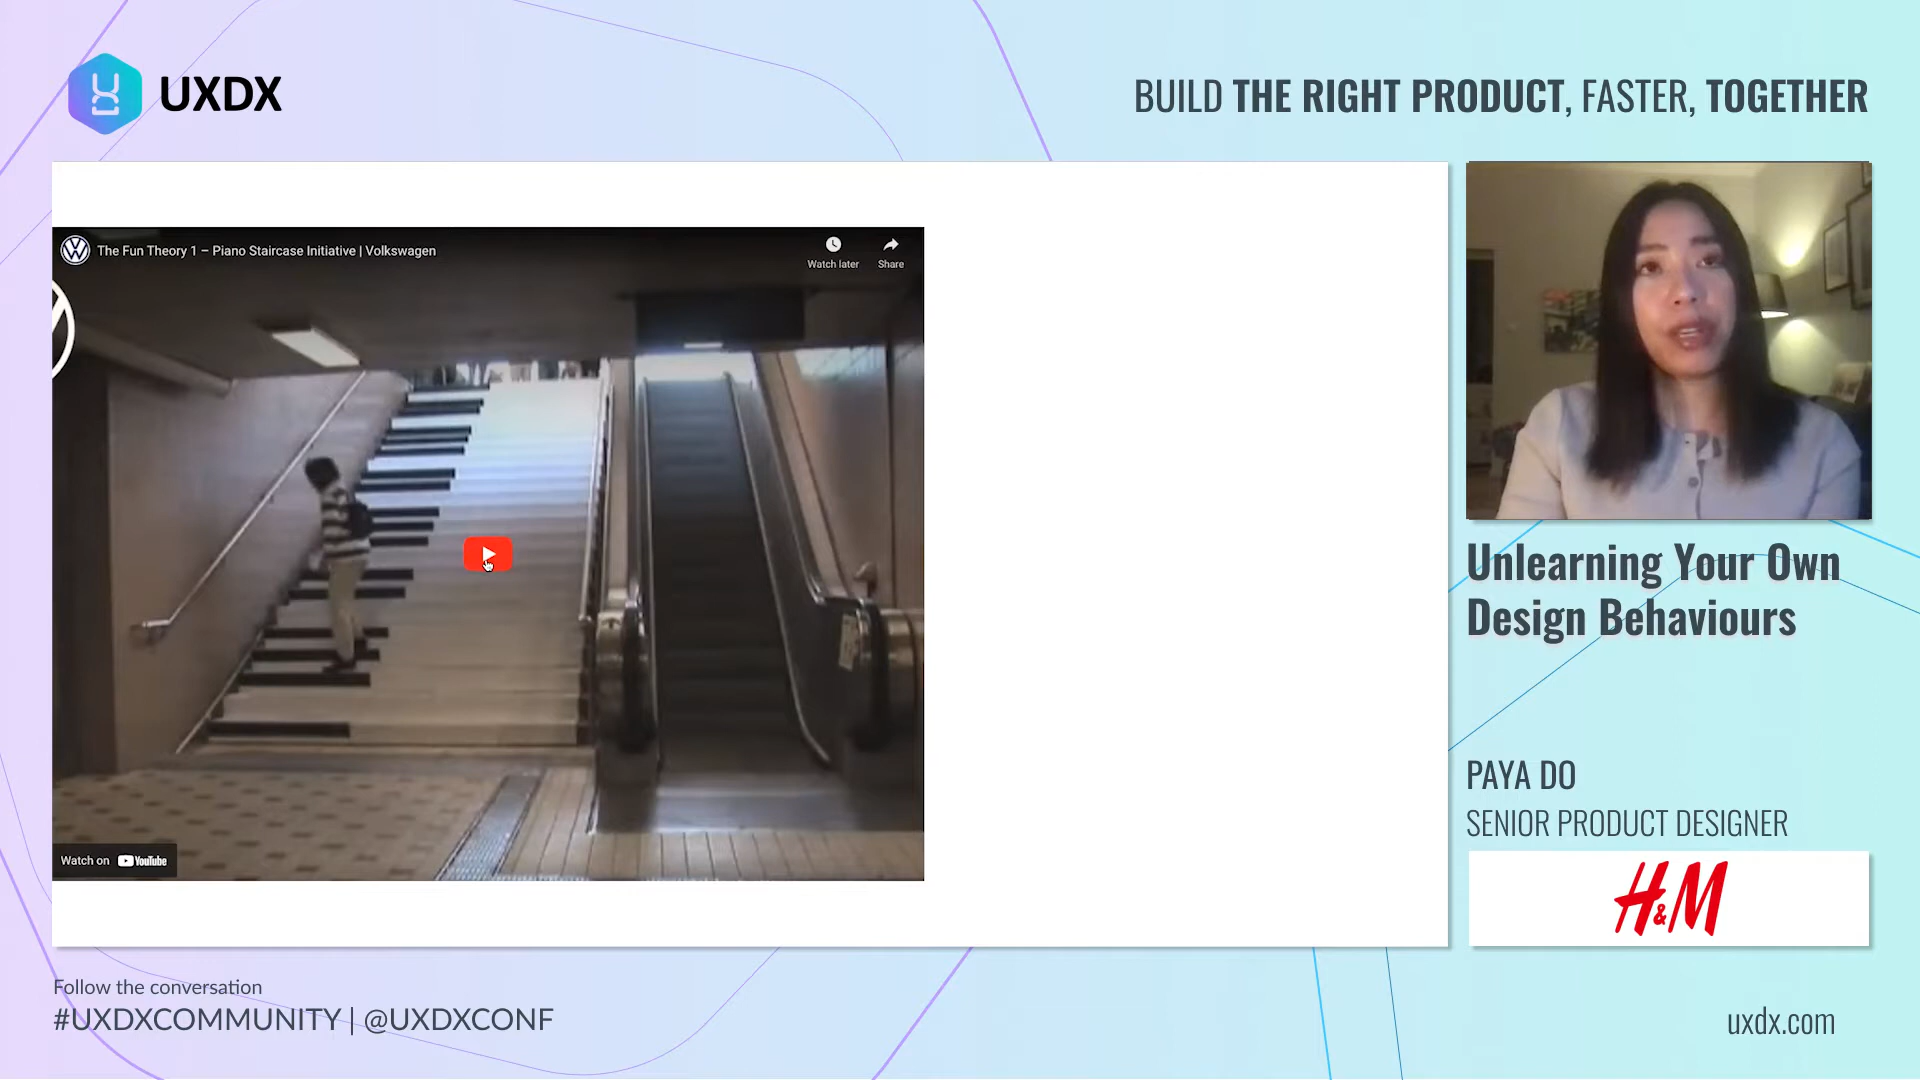 UXDX
BUILD THE RIGHT PRODUCT, FASTER, TOGETHER
The Fun Theory 1 – Piano Staircase Initiative | Volkswagen
Watch later
Share
Watch on YouTube
Unlearning Your Own
Design Behaviours
PAYA DO
SENIOR PRODUCT DESIGNER
H&M
Follow the conversation
#UXDXCOMMUNITY | @UXDXCONF
uxdx.com